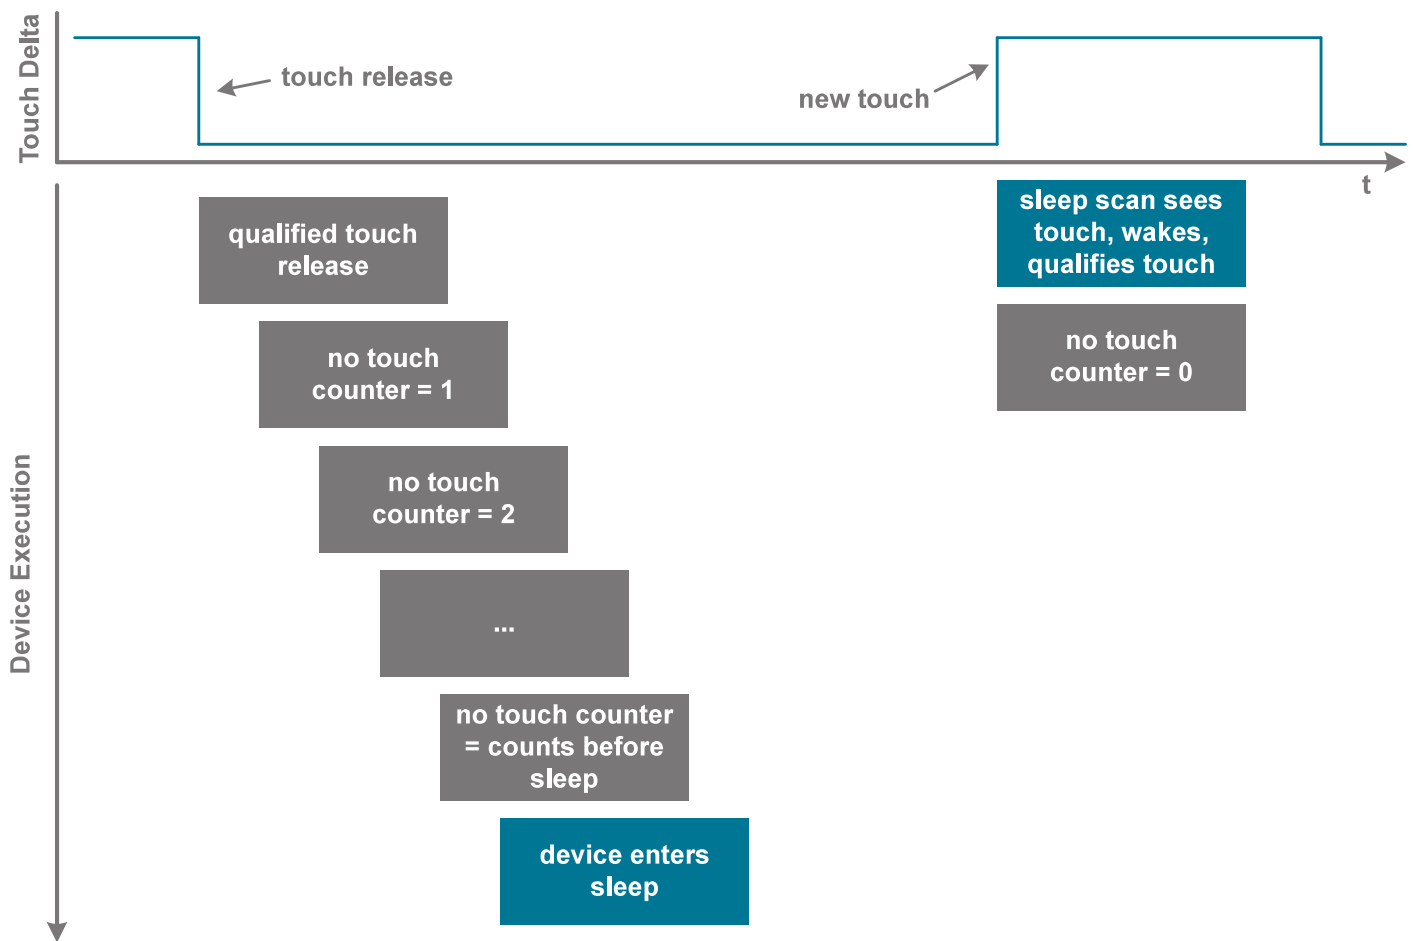 Touch Delta
touch release
new touch
t
Device Execution
qualified touch
release
no touch
counter = 1
no touch
counter = 2
...
no touch counter
= counts before
sleep
device enters
sleep
sleep scan sees
touch, wakes,
qualifies touch
no touch
counter = 0